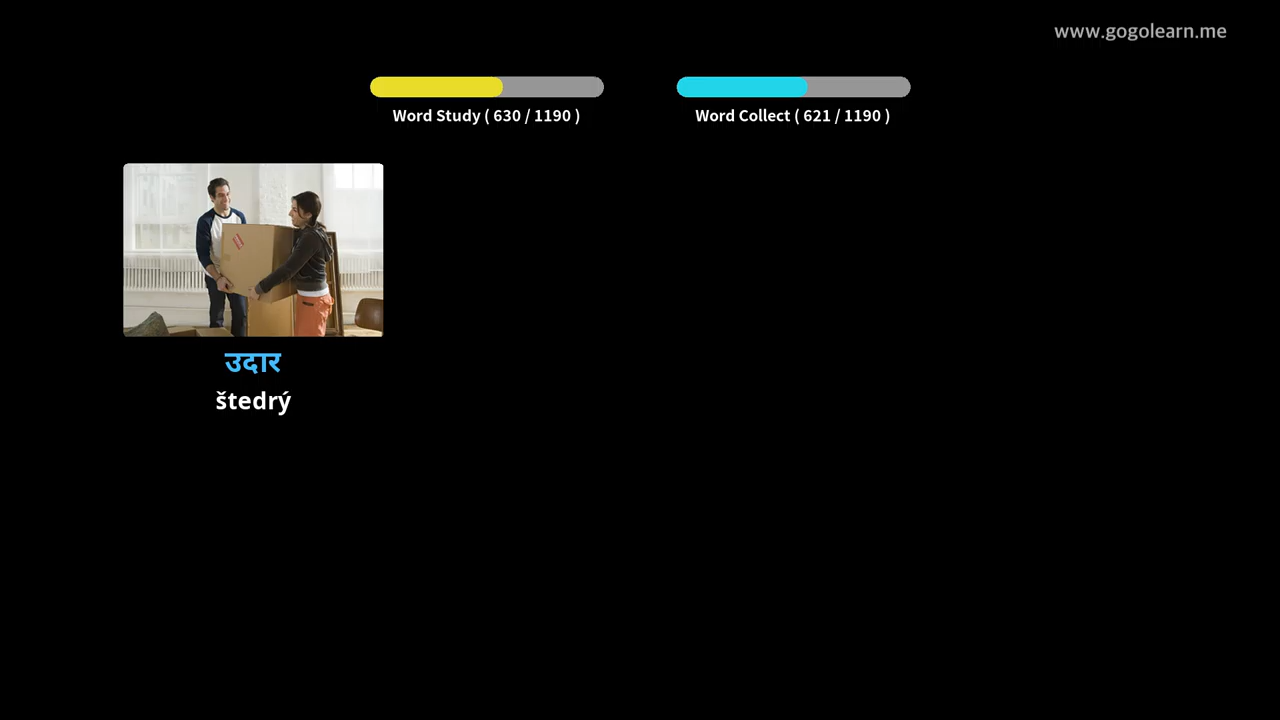 www.gogolearn.me
Word Study ( 630 / 1190 )
Word Collect ( 621 / 1190 )
उदार
štedrý